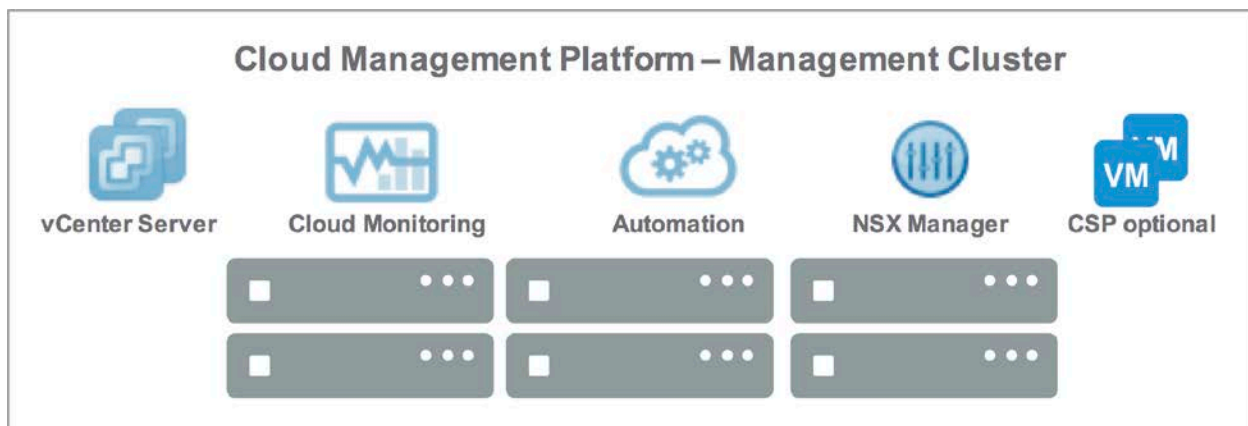 Cloud Management Platform – Management Cluster
VM
VM
vCenter Server
Cloud Monitoring
Automation
NSX Manager
CSP optional